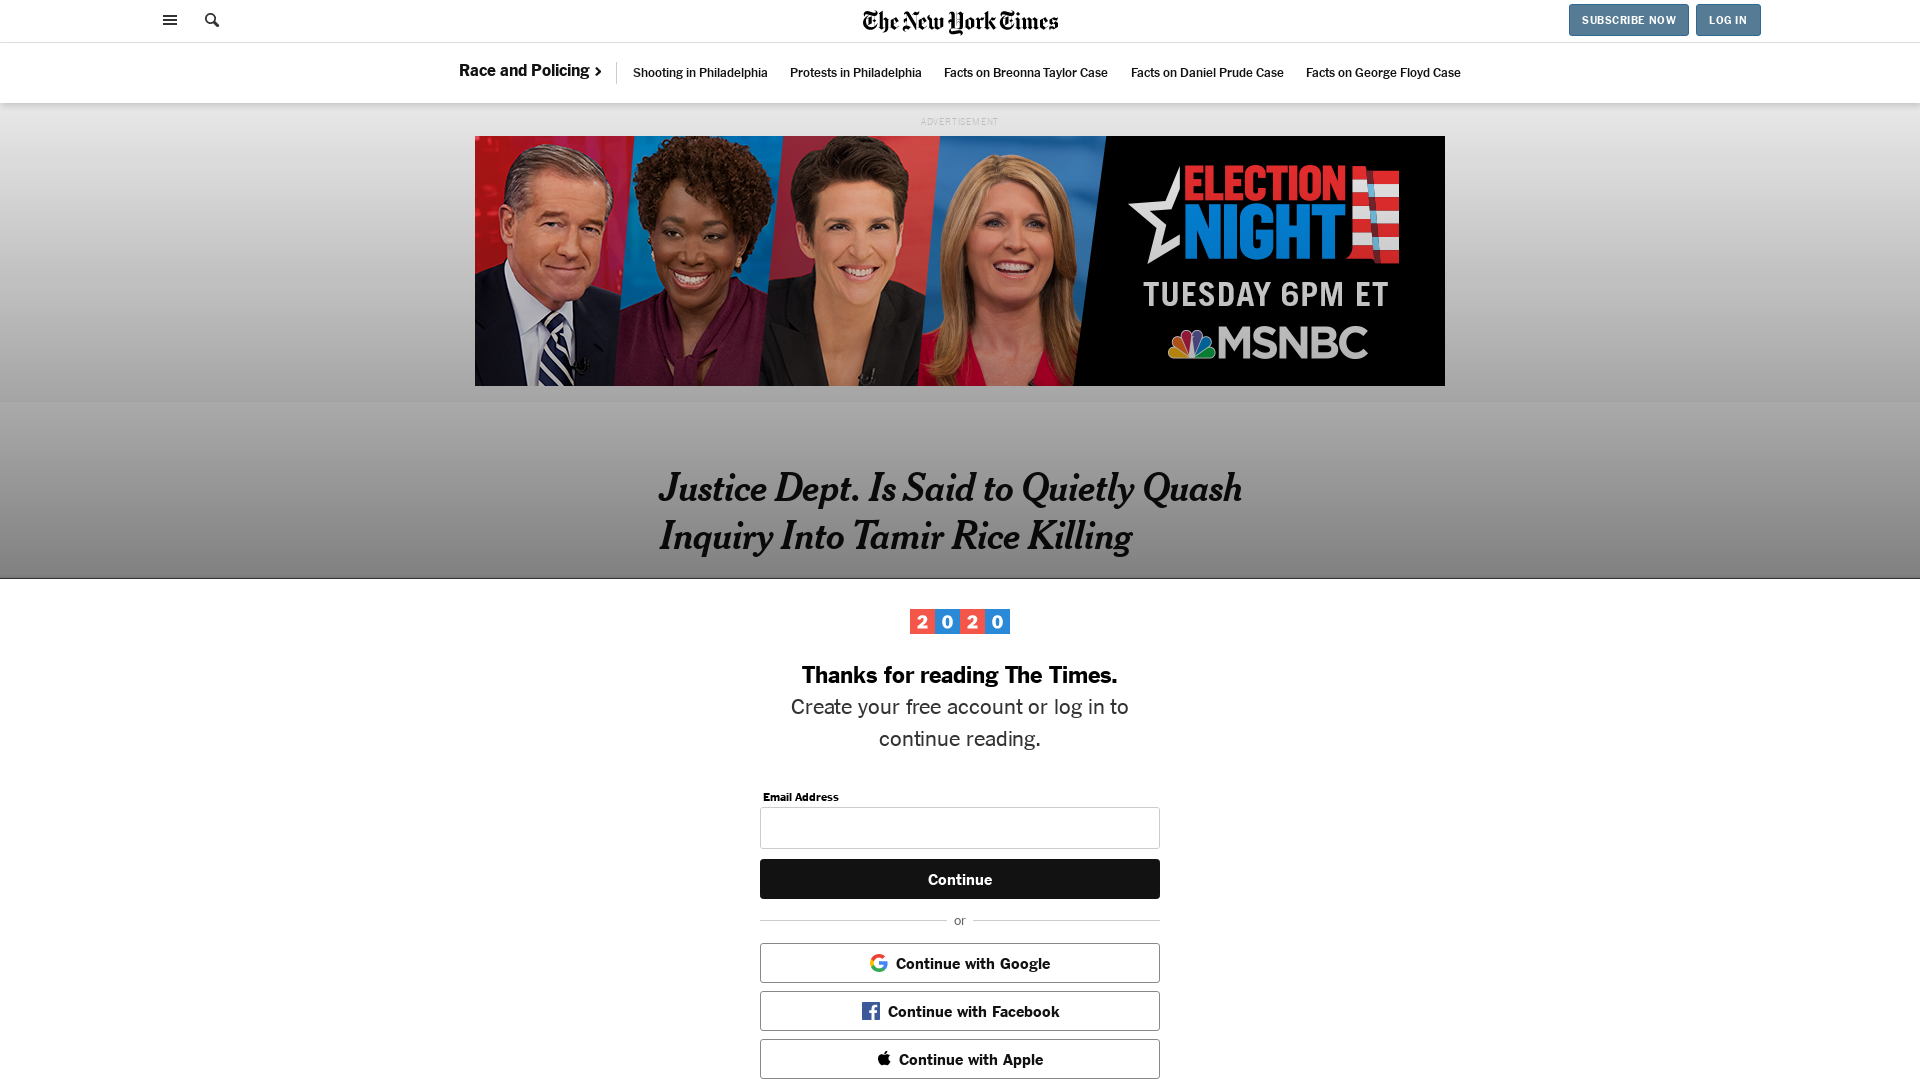 The New York Times
SUBSCRIBE NOW
LOG IN
Race and Policing
Shooting in Philadelphia
Protests in Philadelphia
Facts on Breonna Taylor Case
Facts on Daniel Prude Case
Facts on George Floyd Case
ADVERTISEMENT
ELECTION
NIGHT
TUESDAY 6PM ET
MSNBC
Justice Dept. Is Said to Quietly Quash
Inquiry Into Tamir Rice Killing
2020
Thanks for reading The Times.
Create your free account or log in to
continue reading.
Email Address
Continue
or
Continue with Google
Continue with Facebook
Continue with Apple